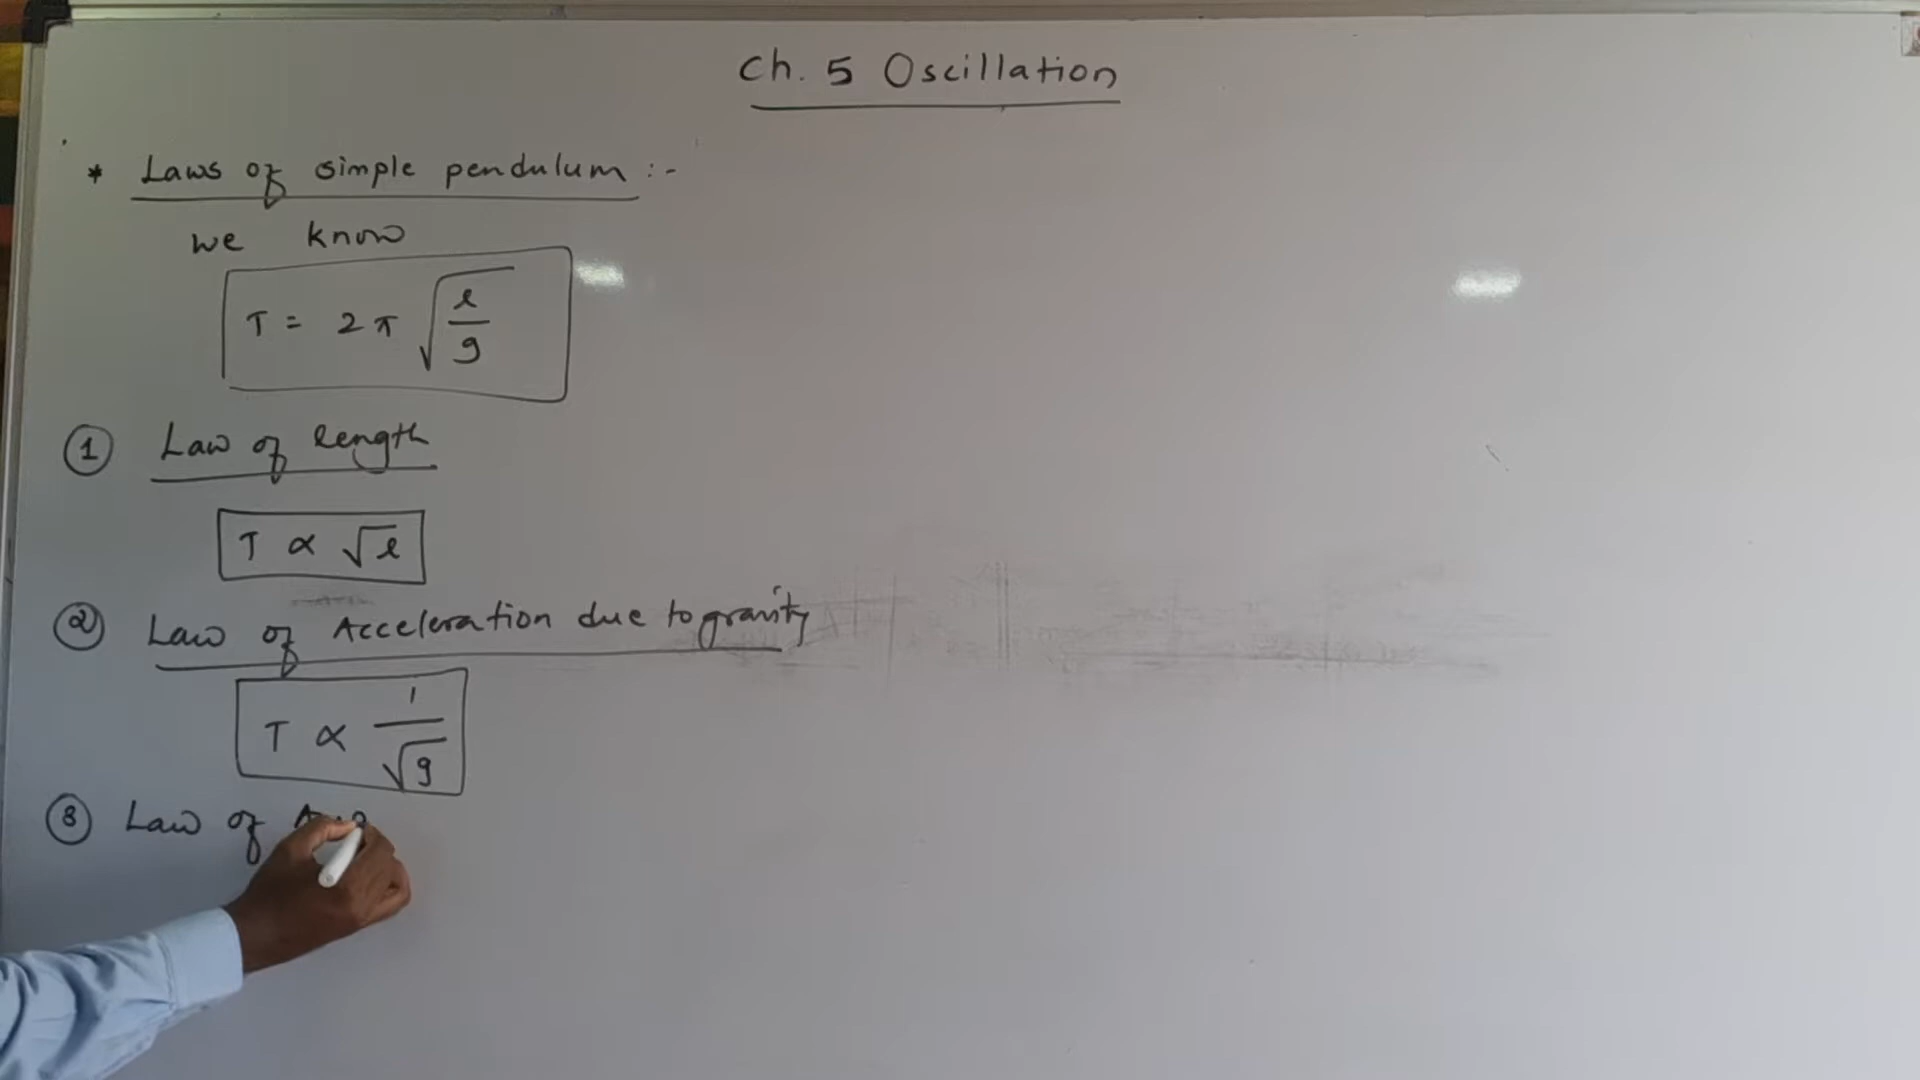 Ch. 5 Oscillation
* Laws of simple pendulum :-
we know
T = 2π √(l/g)
① Law of length
T ∝ √l
② Law of Acceleration due to gravity
T ∝ 1/√g
③ Law of